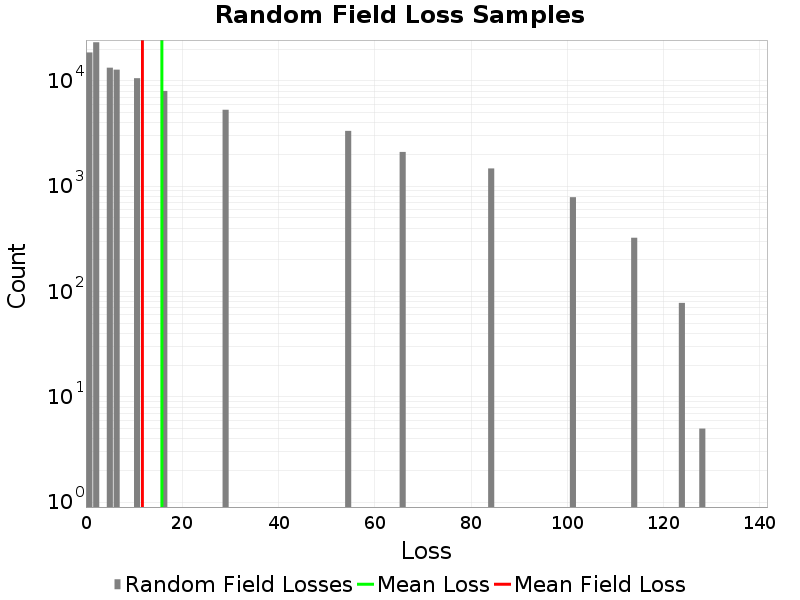 Random Field Loss Samples
Count
10^4
10^3
10^2
10^1
10^0
0 20 40 60 80 100 120 140
Loss
Random Field Losses Mean Loss Mean Field Loss